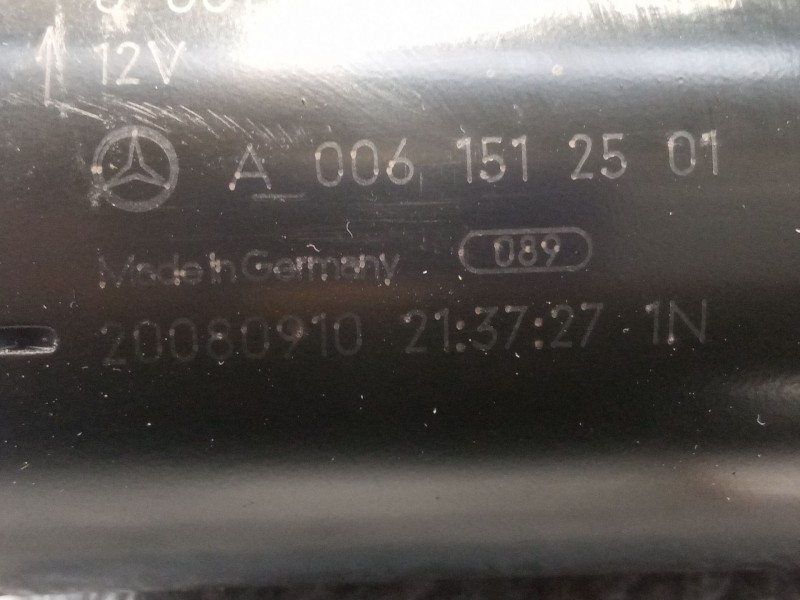 12V
A 006 151 25 01
Made in Germany 089
20080910 21:37:27 1N